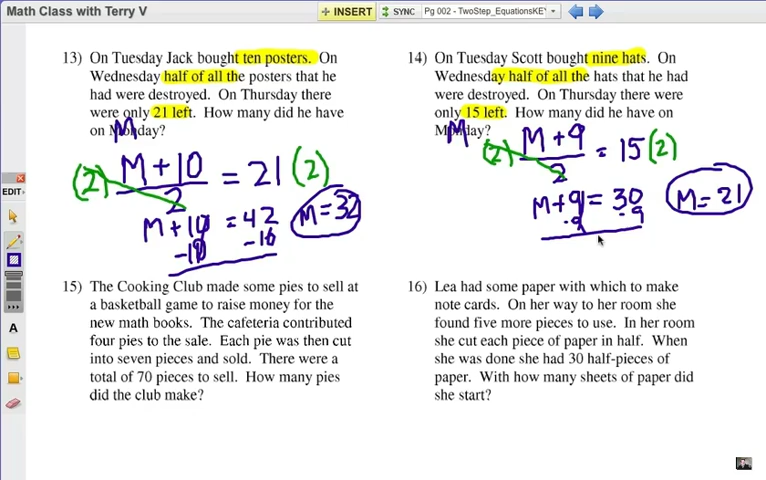 Math Class with Terry V
+ INSERT
SYNC
Pg 002 - TwoStep_EquationsKEY
EDIT:
A
13) On Tuesday Jack bought ten posters. On
Wednesday half of all the posters that he
had were destroyed. On Thursday there
were only 21 left. How many did he have
on Monday?
M
(2) M + 10 / 2 = 21 (2)
M + 10 = 42
-10 -10
M = 32
14) On Tuesday Scott bought nine hats. On
Wednesday half of all the hats that he had
were destroyed. On Thursday there were
only 15 left. How many did he have on
Monday?
M
(2) M + 9 / 2 = 15 (2)
M + 9 = 30
-9 -9
M = 21
15) The Cooking Club made some pies to sell at
a basketball game to raise money for the
new math books. The cafeteria contributed
four pies to the sale. Each pie was then cut
into seven pieces and sold. There were a
total of 70 pieces to sell. How many pies
did the club make?
16) Lea had some paper with which to make
note cards. On her way to her room she
found five more pieces to use. In her room
she cut each piece of paper in half. When
she was done she had 30 half-pieces of
paper. With how many sheets of paper did
she start?